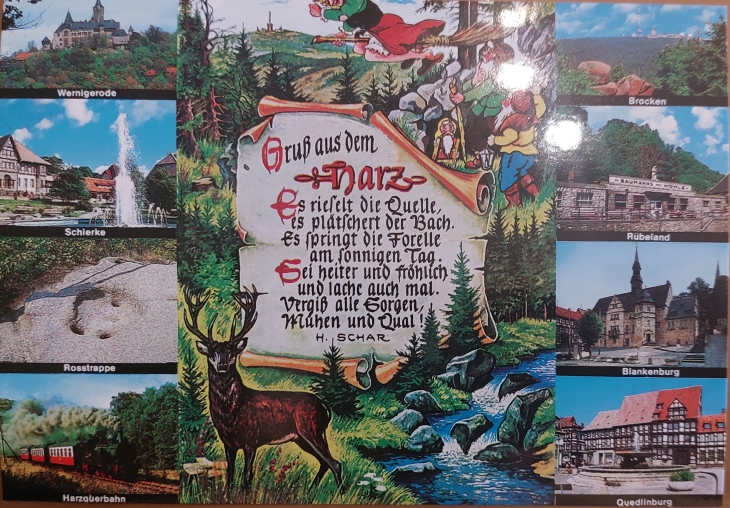 Wernigerode
Schierke
Rosstrappe
Harzquerbahn
Gruß aus dem
Harz
Es rieselt die Quelle,
es plätschert der Bach.
Es springt die Forelle
am sonnigen Tag.
Sei heiter und fröhlich
und lache auch mal.
Vergiß alle Sorgen,
Mühen und Qual!
H. SCHAR
Brocken
Rübeland
Blankenburg
Quedlinburg